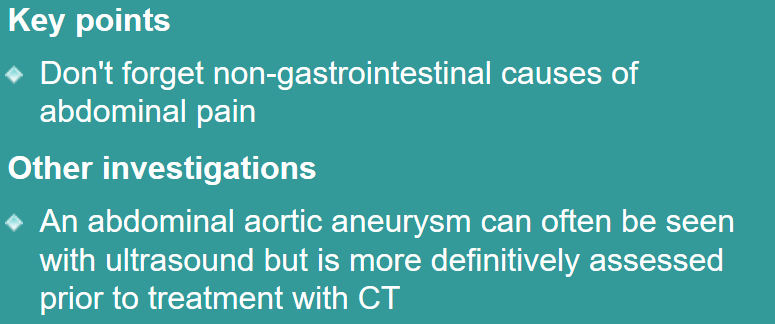 Key points
Don't forget non-gastrointestinal causes of
abdominal pain
Other investigations
An abdominal aortic aneurysm can often be seen
with ultrasound but is more definitively assessed
prior to treatment with CT